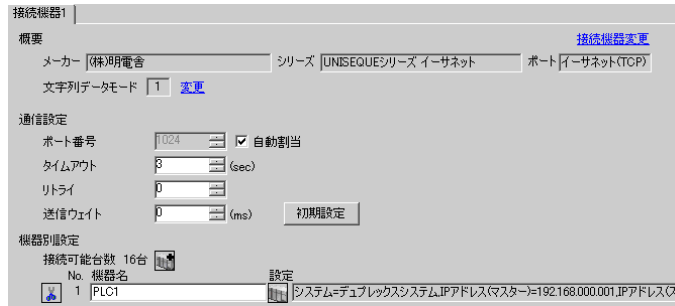 接続機器1
概要
接続機器変更
メーカー (株)明電舎 シリーズ UNISEQUEシリーズ イーサネット ポート イーサネット(TCP)
文字列データモード 1 変更
通信設定
ポート番号 1024 自動割当
タイムアウト 3 (sec)
リトライ 0
送信ウェイト 0 (ms) 初期設定
機器別設定
接続可能台数 16台
No. 機器名 設定
1 PLC1 システム=デュプレックスシステム,IPアドレス(マスター)=192.168.000.001,IPアドレス(ス